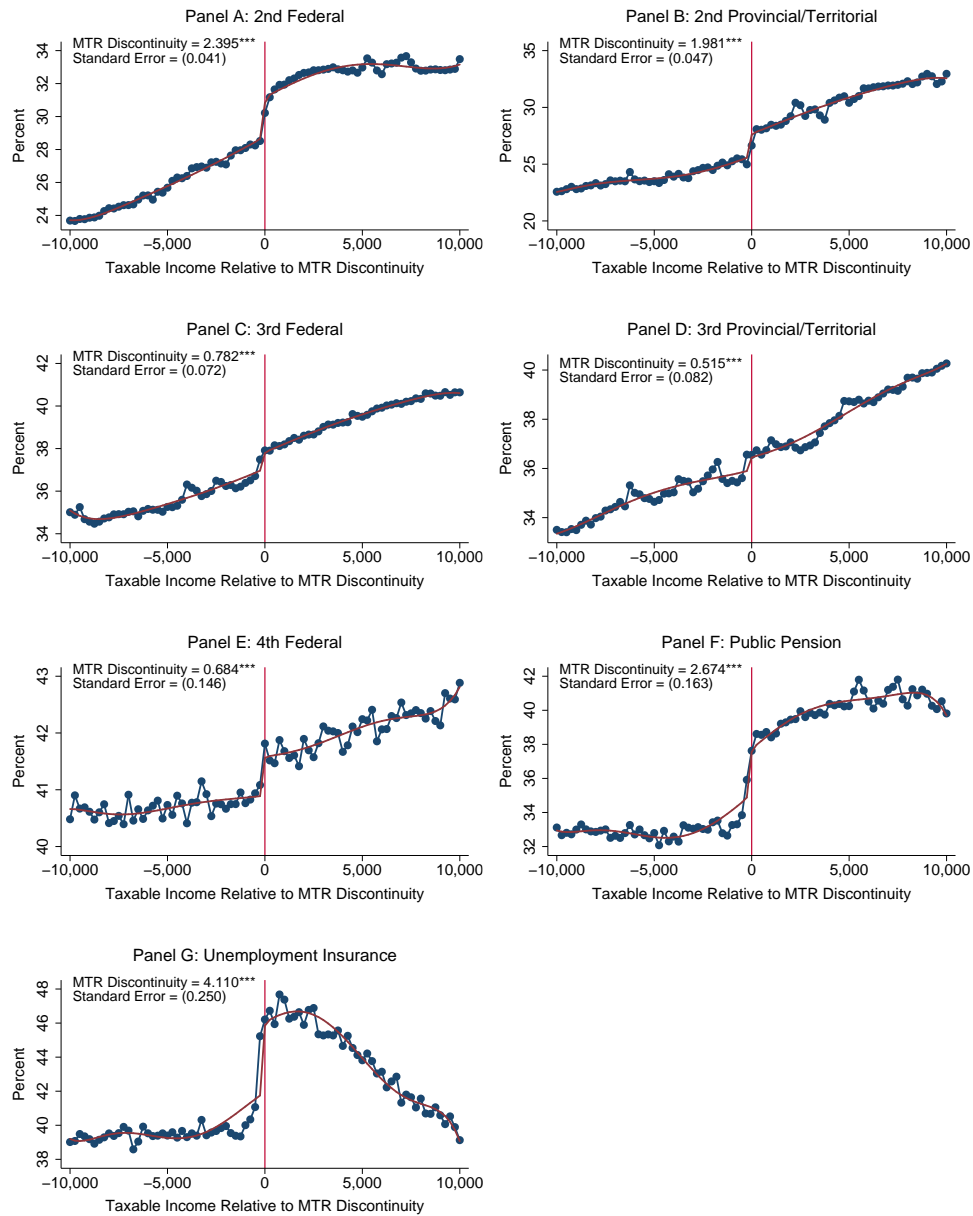 Panel A: 2nd Federal
MTR Discontinuity = 2.395***
Standard Error = (0.041)
Percent
34
32
30
28
26
24
−10,000 −5,000 0 5,000 10,000
Taxable Income Relative to MTR Discontinuity
Panel B: 2nd Provincial/Territorial
MTR Discontinuity = 1.981***
Standard Error = (0.047)
Percent
35
30
25
20
−10,000 −5,000 0 5,000 10,000
Taxable Income Relative to MTR Discontinuity
Panel C: 3rd Federal
MTR Discontinuity = 0.782***
Standard Error = (0.072)
Percent
42
40
38
36
34
−10,000 −5,000 0 5,000 10,000
Taxable Income Relative to MTR Discontinuity
Panel D: 3rd Provincial/Territorial
MTR Discontinuity = 0.515***
Standard Error = (0.082)
Percent
40
38
36
34
−10,000 −5,000 0 5,000 10,000
Taxable Income Relative to MTR Discontinuity
Panel E: 4th Federal
MTR Discontinuity = 0.684***
Standard Error = (0.146)
Percent
43
42
41
40
−10,000 −5,000 0 5,000 10,000
Taxable Income Relative to MTR Discontinuity
Panel F: Public Pension
MTR Discontinuity = 2.674***
Standard Error = (0.163)
Percent
42
40
38
36
34
32
−10,000 −5,000 0 5,000 10,000
Taxable Income Relative to MTR Discontinuity
Panel G: Unemployment Insurance
MTR Discontinuity = 4.110***
Standard Error = (0.250)
Percent
48
46
44
42
40
38
−10,000 −5,000 0 5,000 10,000
Taxable Income Relative to MTR Discontinuity